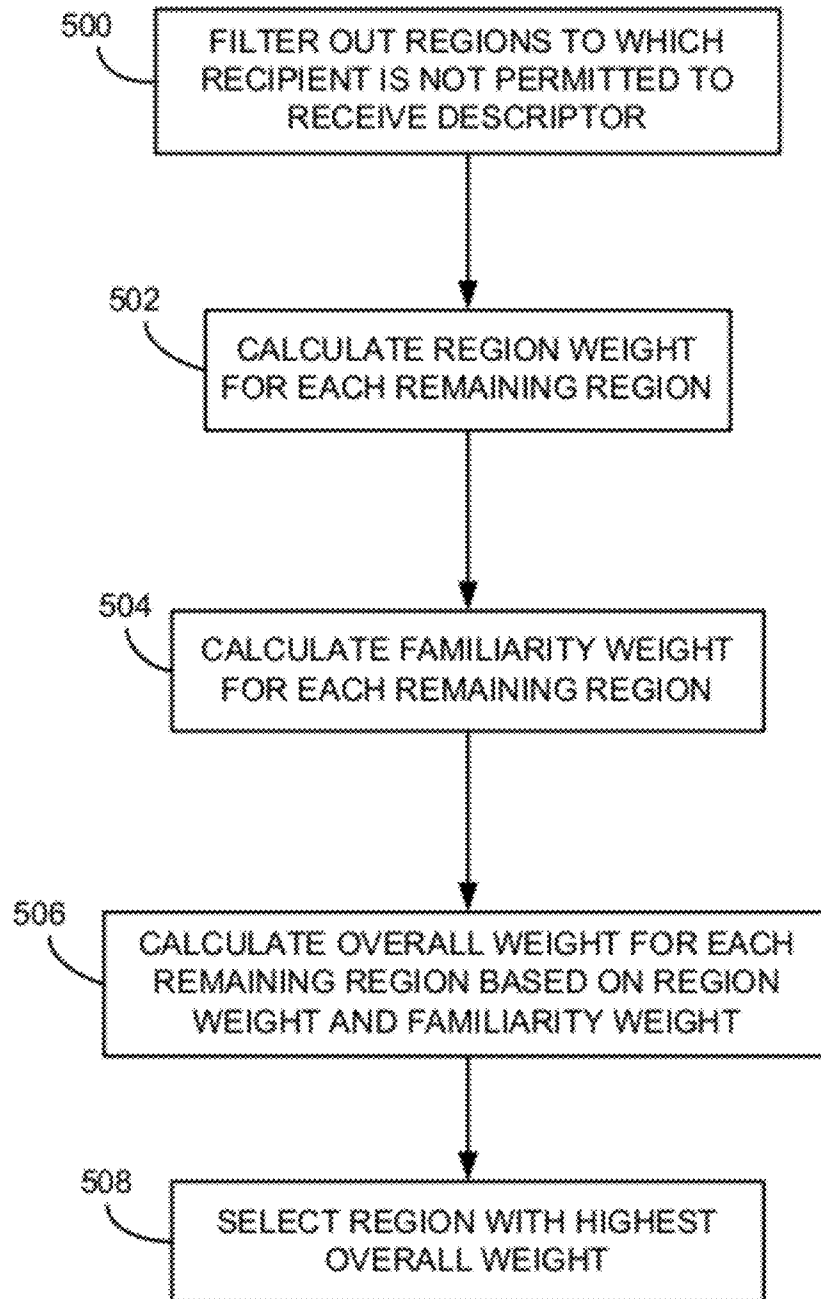 500
FILTER OUT REGIONS TO WHICH
RECIPIENT IS NOT PERMITTED TO
RECEIVE DESCRIPTOR
502
CALCULATE REGION WEIGHT
FOR EACH REMAINING REGION
504
CALCULATE FAMILIARITY WEIGHT
FOR EACH REMAINING REGION
506
CALCULATE OVERALL WEIGHT FOR EACH
REMAINING REGION BASED ON REGION
WEIGHT AND FAMILIARITY WEIGHT
508
SELECT REGION WITH HIGHEST
OVERALL WEIGHT